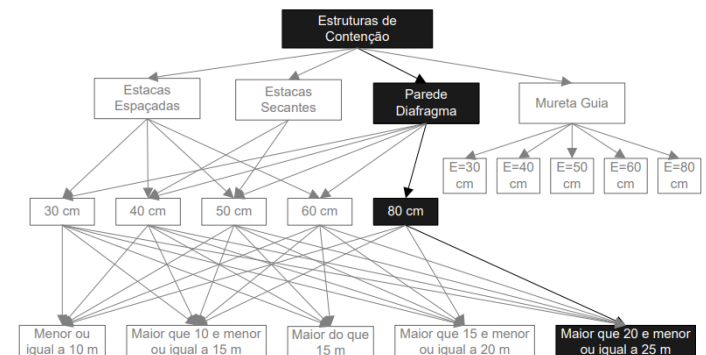 Estruturas de
Contenção
Estacas
Espaçadas
Estacas
Secantes
Parede
Diafragma
Mureta Guia
E=30
cm
E=40
cm
E=50
cm
E=60
cm
E=80
cm
30 cm
40 cm
50 cm
60 cm
80 cm
Menor ou
igual a 10 m
Maior que 10 e menor
ou igual a 15 m
Maior do que
15 m
Maior que 15 e menor
ou igual a 20 m
Maior que 20 e menor
ou igual a 25 m